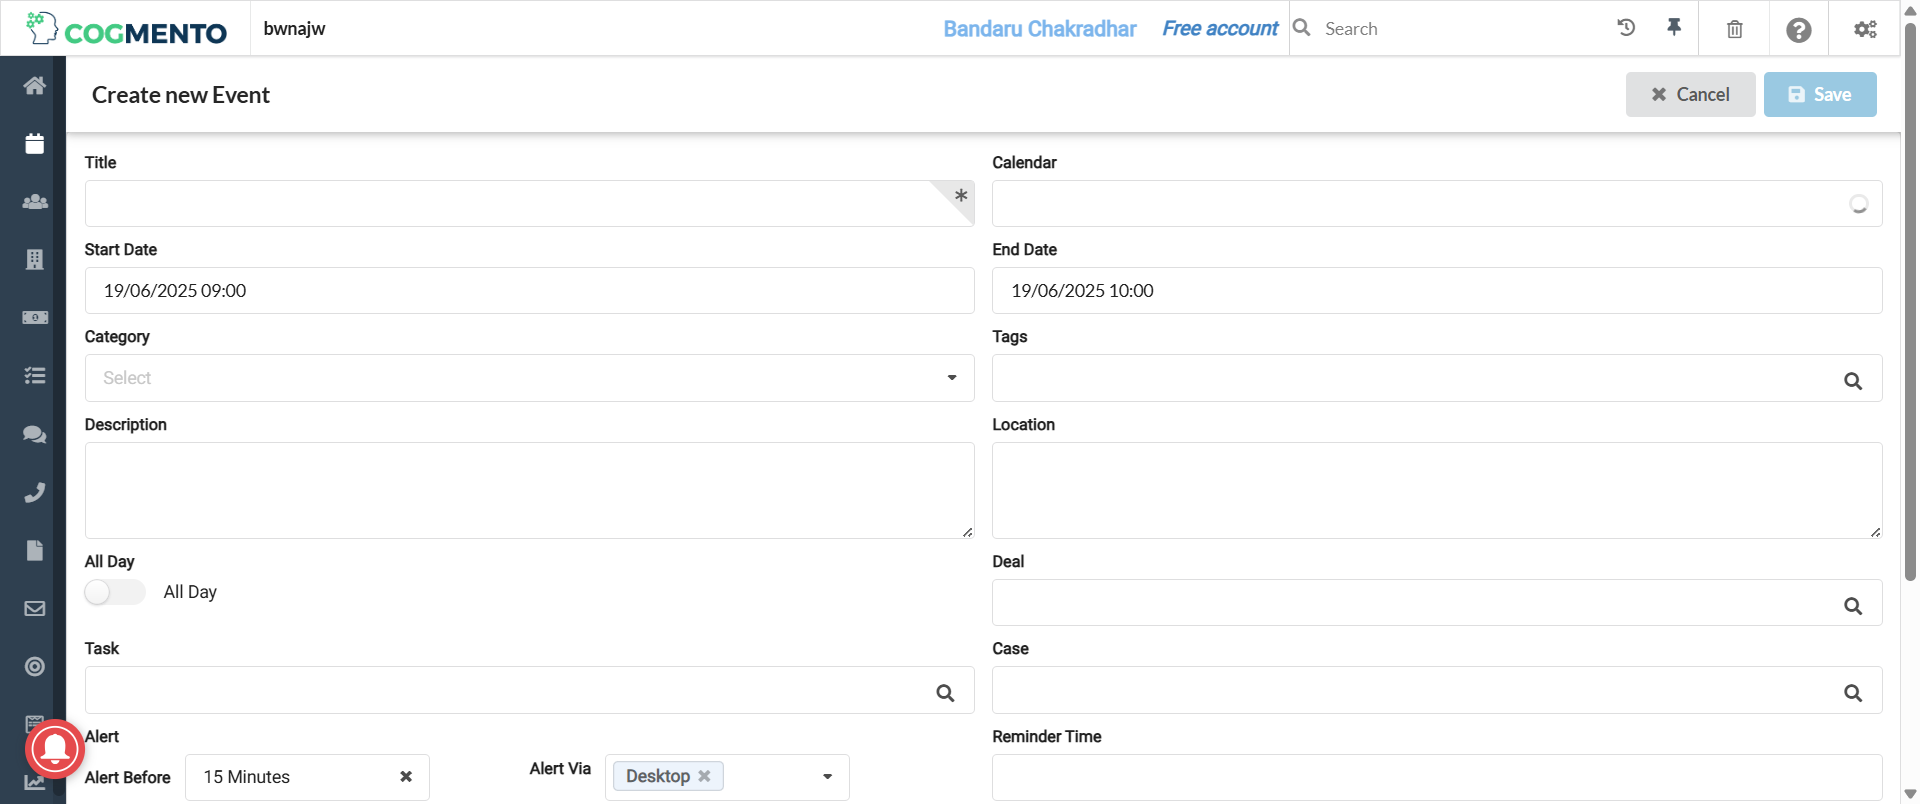 COGMENTO
bwnajw
Bandaru Chakradhar
Free account
Search
Create new Event
Cancel
Save
Title
*
Calendar
Start Date
19/06/2025 09:00
End Date
19/06/2025 10:00
Category
Select
Tags
Description
Location
All Day
All Day
Deal
Task
Case
Alert
Alert Before
15 Minutes
Alert Via
Desktop
Reminder Time